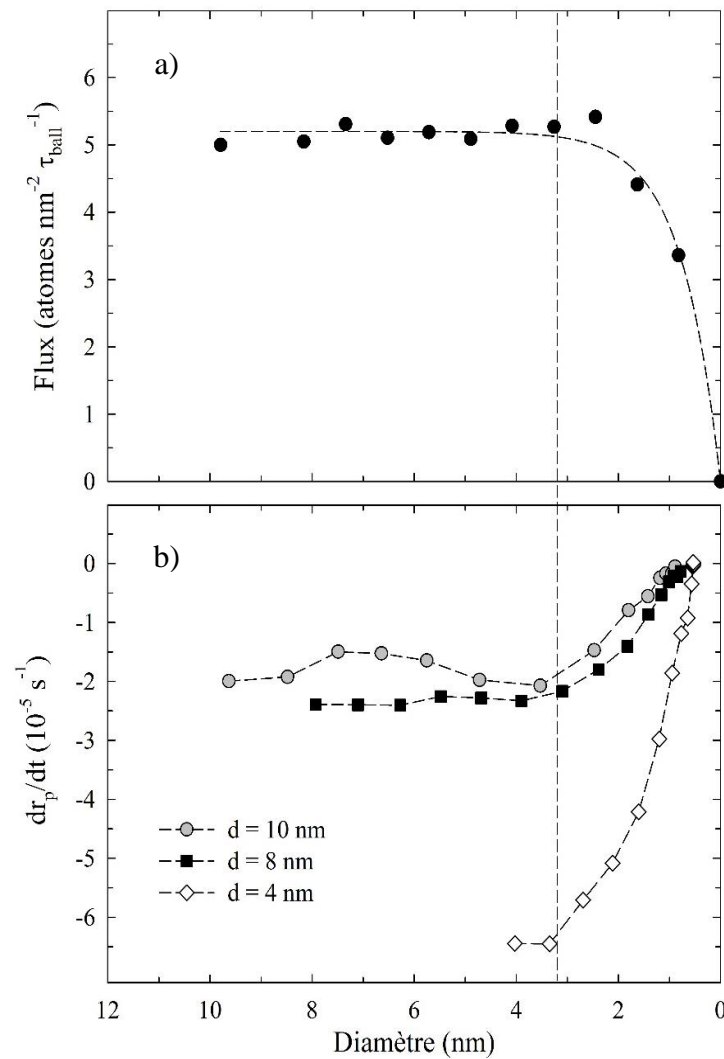 a)
6
5
4
3
2
1
0
Flux (atomes nm⁻² τ_ball⁻¹)
b)
0
-1
-2
-3
-4
-5
-6
dr_p/dt (10⁻⁵ s⁻¹)
d = 10 nm
d = 8 nm
d = 4 nm
12 10 8 6 4 2 0
Diamètre (nm)